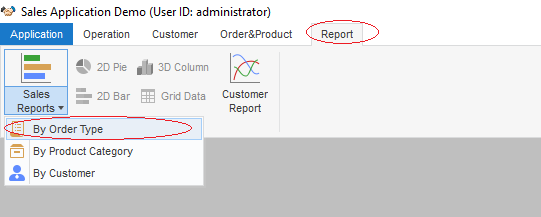 Sales Application Demo (User ID: administrator)
Application Operation Customer Order&Product Report
2D Pie 3D Column
2D Bar Grid Data
Sales
Reports
Customer
Report
By Order Type
By Product Category
By Customer